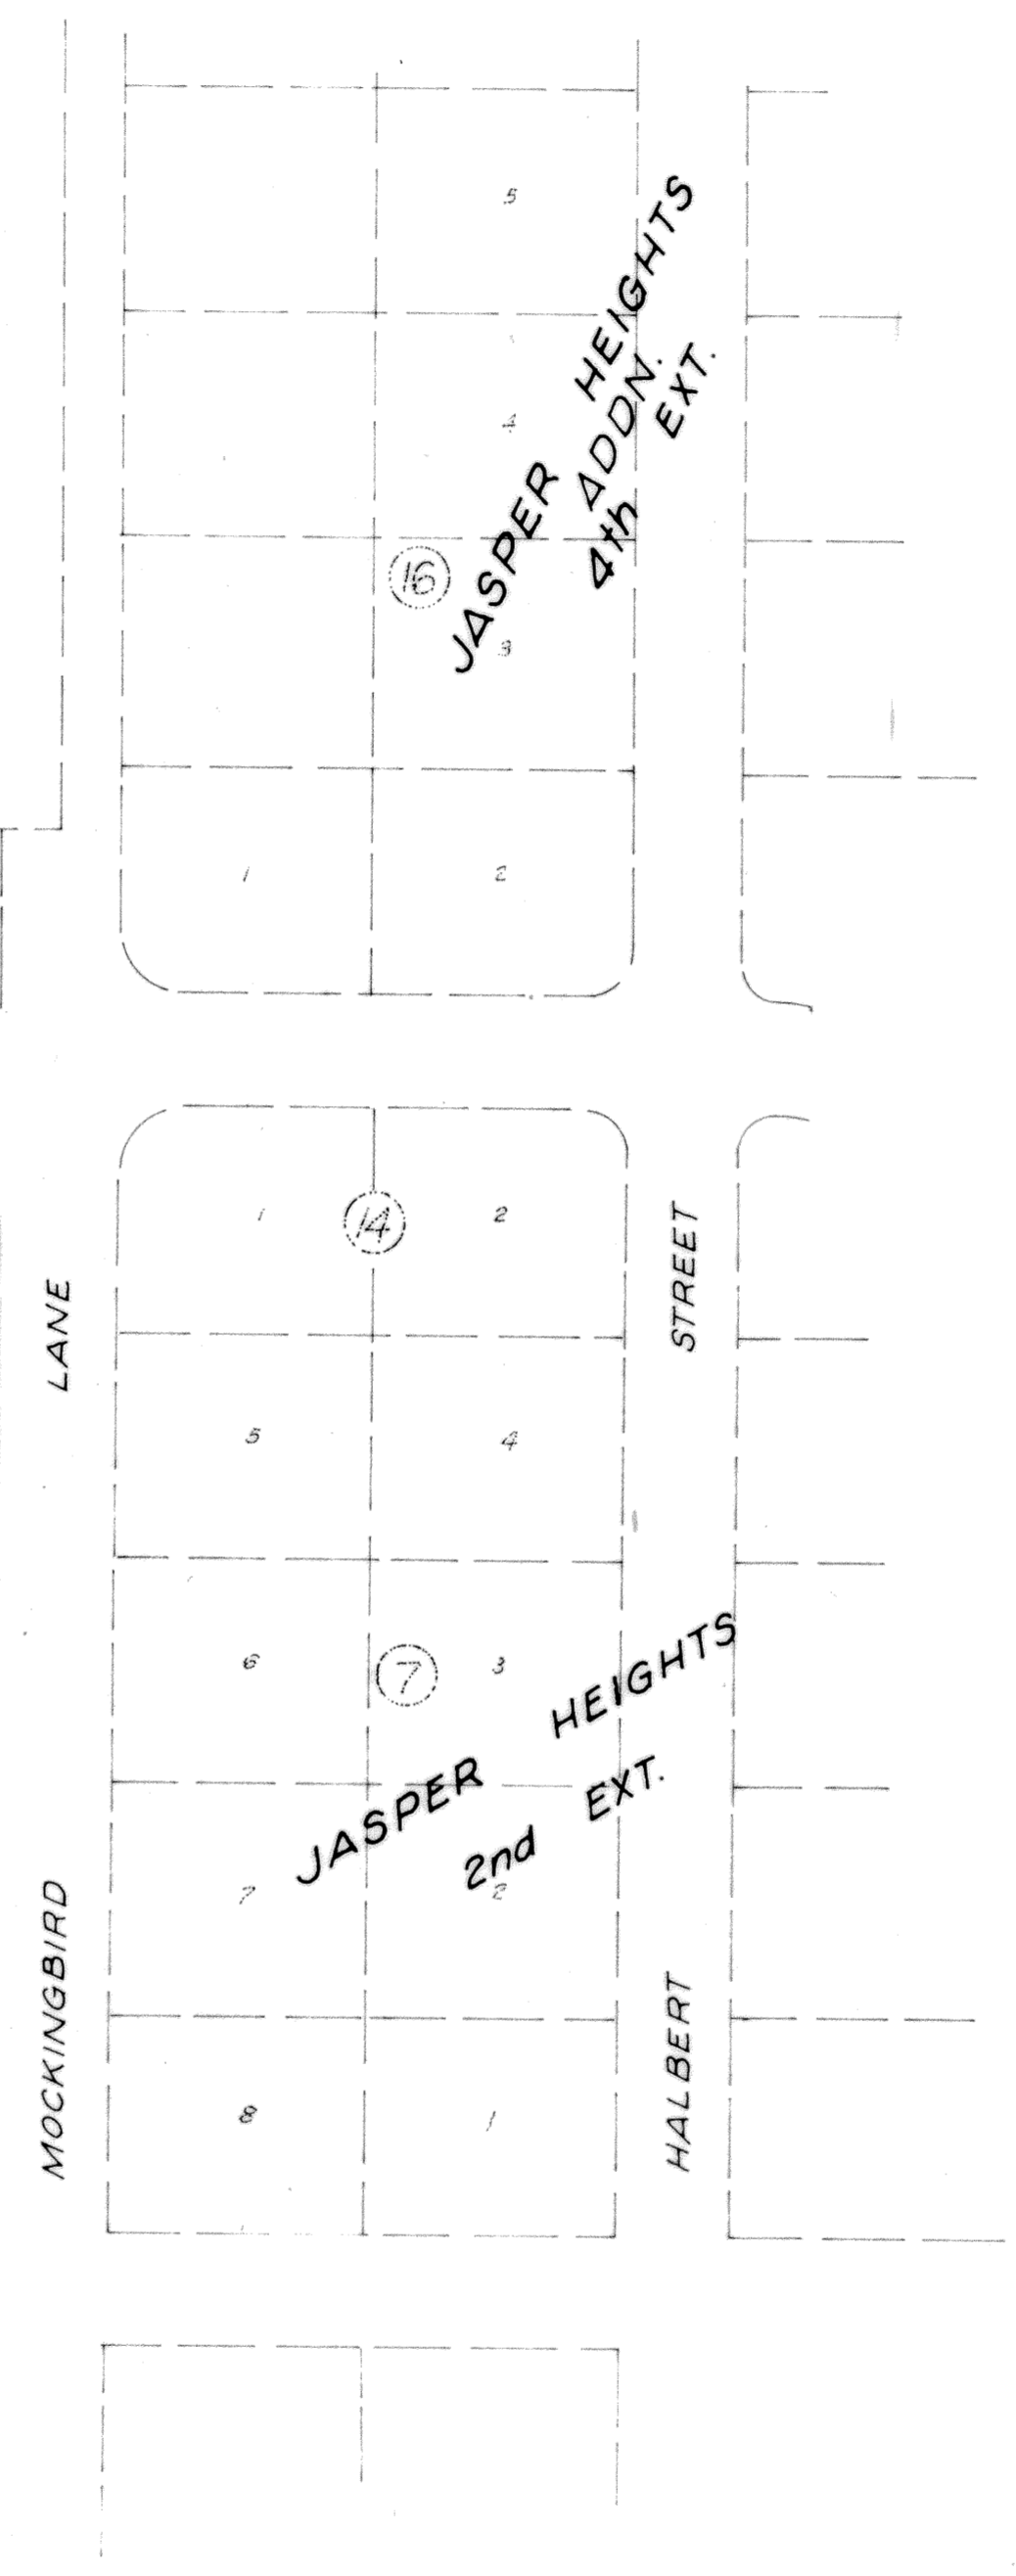 5
JASPER HEIGHTS
ADDN.
4th EXT.
4
16
3
1 2
1 14 2
LANE
STREET
5 4
6 7 3
JASPER HEIGHTS
2nd EXT.
7 2
MOCKINGBIRD
HALBERT
8 1